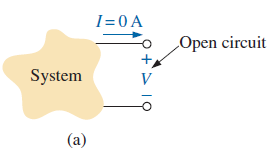 I = 0 A
Open circuit
+
System
V
–
(a)